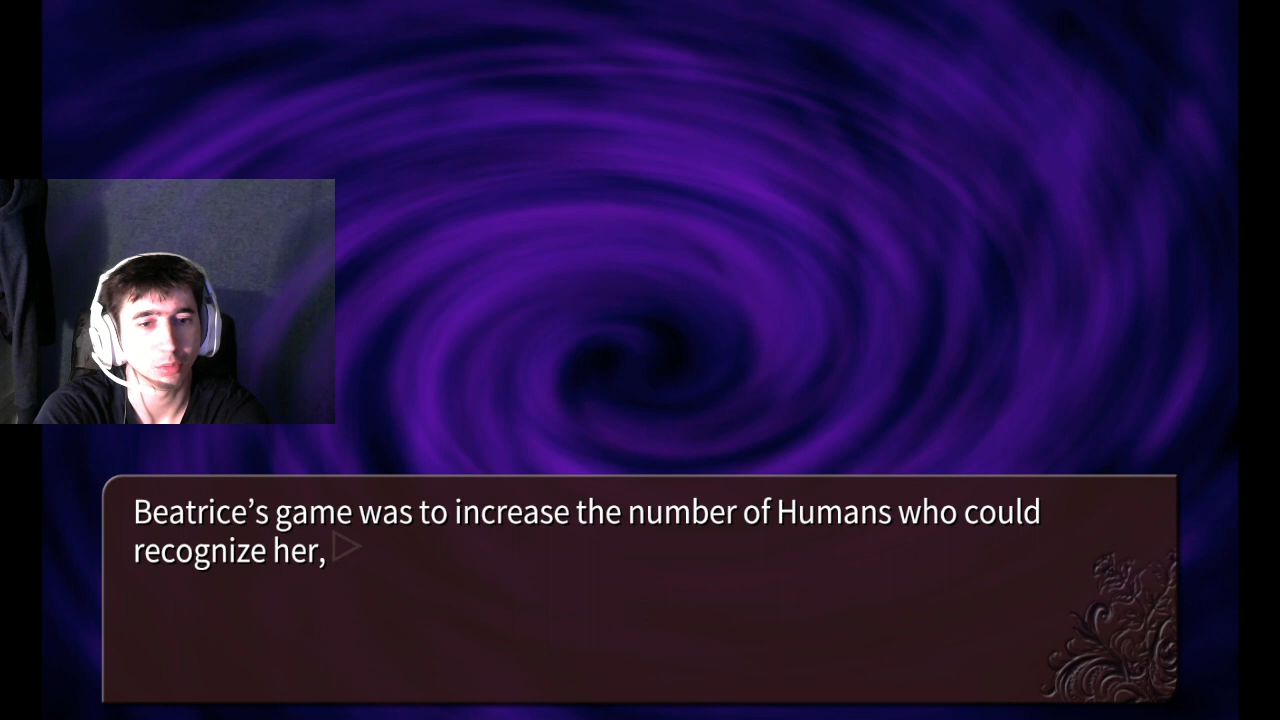 Beatrice’s game was to increase the number of Humans who could
recognize her,